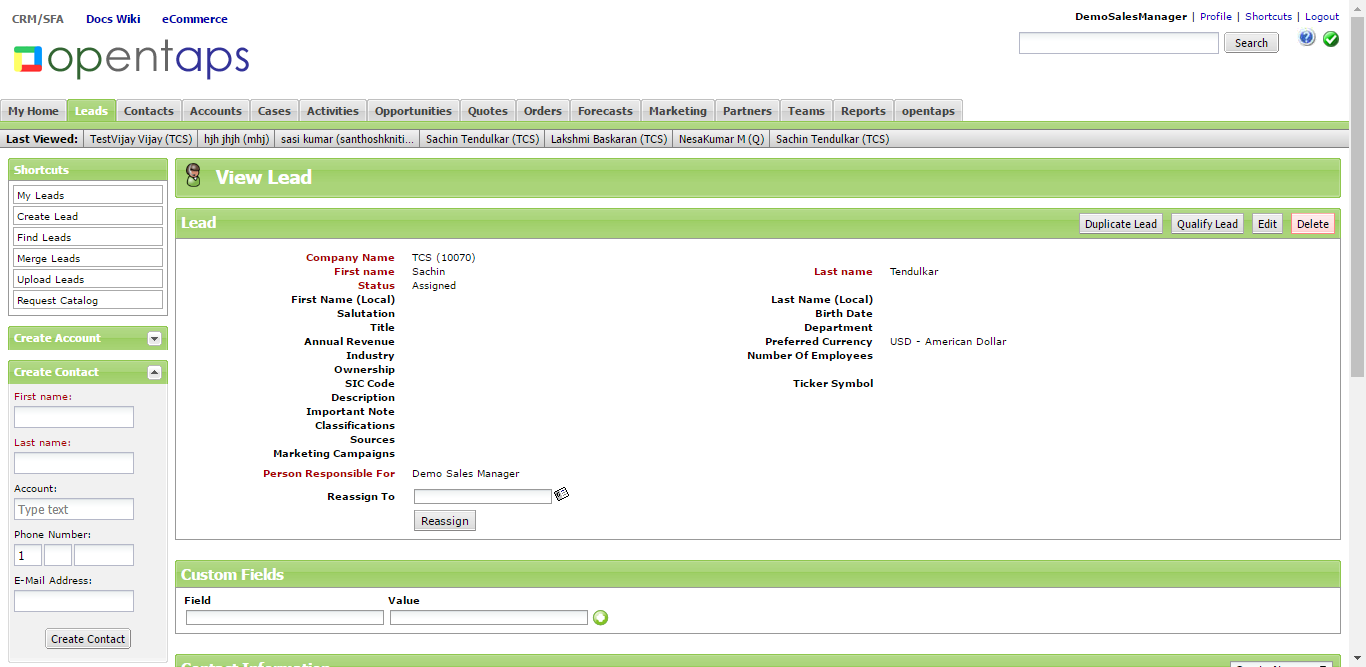 CRM/SFA Docs Wiki eCommerce
DemoSalesManager | Profile | Shortcuts | Logout
opentaps
Search
My Home Leads Contacts Accounts Cases Activities Opportunities Quotes Orders Forecasts Marketing Partners Teams Reports opentaps
Last Viewed: TestVijay Vijay (TCS) hjh jhjh (mhj) sasi kumar (santhoshkniti... Sachin Tendulkar (TCS) Lakshmi Baskaran (TCS) NesaKumar M (Q) Sachin Tendulkar (TCS)
Shortcuts
My Leads
Create Lead
Find Leads
Merge Leads
Upload Leads
Request Catalog
Create Account
Create Contact
First name:
Last name:
Account:
Type text
Phone Number:
1
E-Mail Address:
Create Contact
View Lead
Lead
Duplicate Lead Qualify Lead Edit Delete
Company Name TCS (10070)
First name Sachin Last name Tendulkar
Status Assigned
First Name (Local) Last Name (Local)
Salutation Birth Date
Title Department
Annual Revenue Preferred Currency USD - American Dollar
Industry Number Of Employees
Ownership
SIC Code Ticker Symbol
Description
Important Note
Classifications
Sources
Marketing Campaigns
Person Responsible For Demo Sales Manager
Reassign To
Reassign
Custom Fields
Field Value
Contact Information